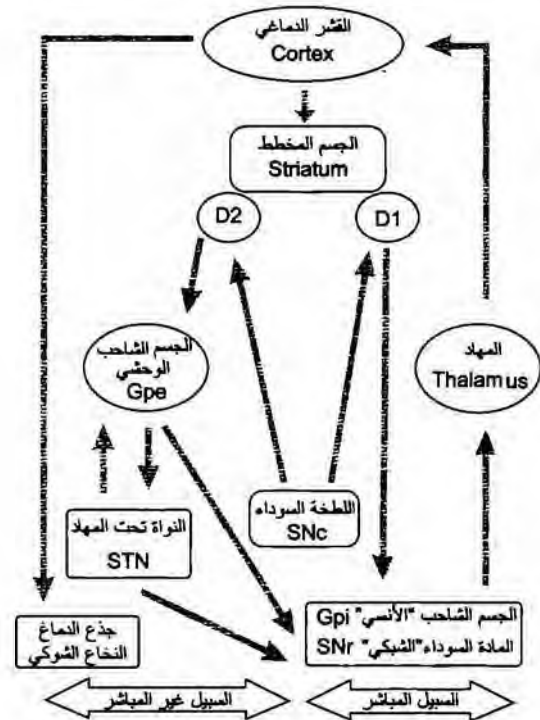 القشر الدماغي
Cortex
الجسم المخطط
Striatum
D2
D1
الجسم الشاحب
الوحشي
Gpe
المهاد
Thalamus
اللطخة السوداء
SNc
النواة تحت المهاد
STN
جذع الدماغ
النخاع الشوكي
الجسم الشاحب "الأنسي" Gpi
المادة السوداء "الشبكي" SNr
السبيل غير المباشر
السبيل المباشر